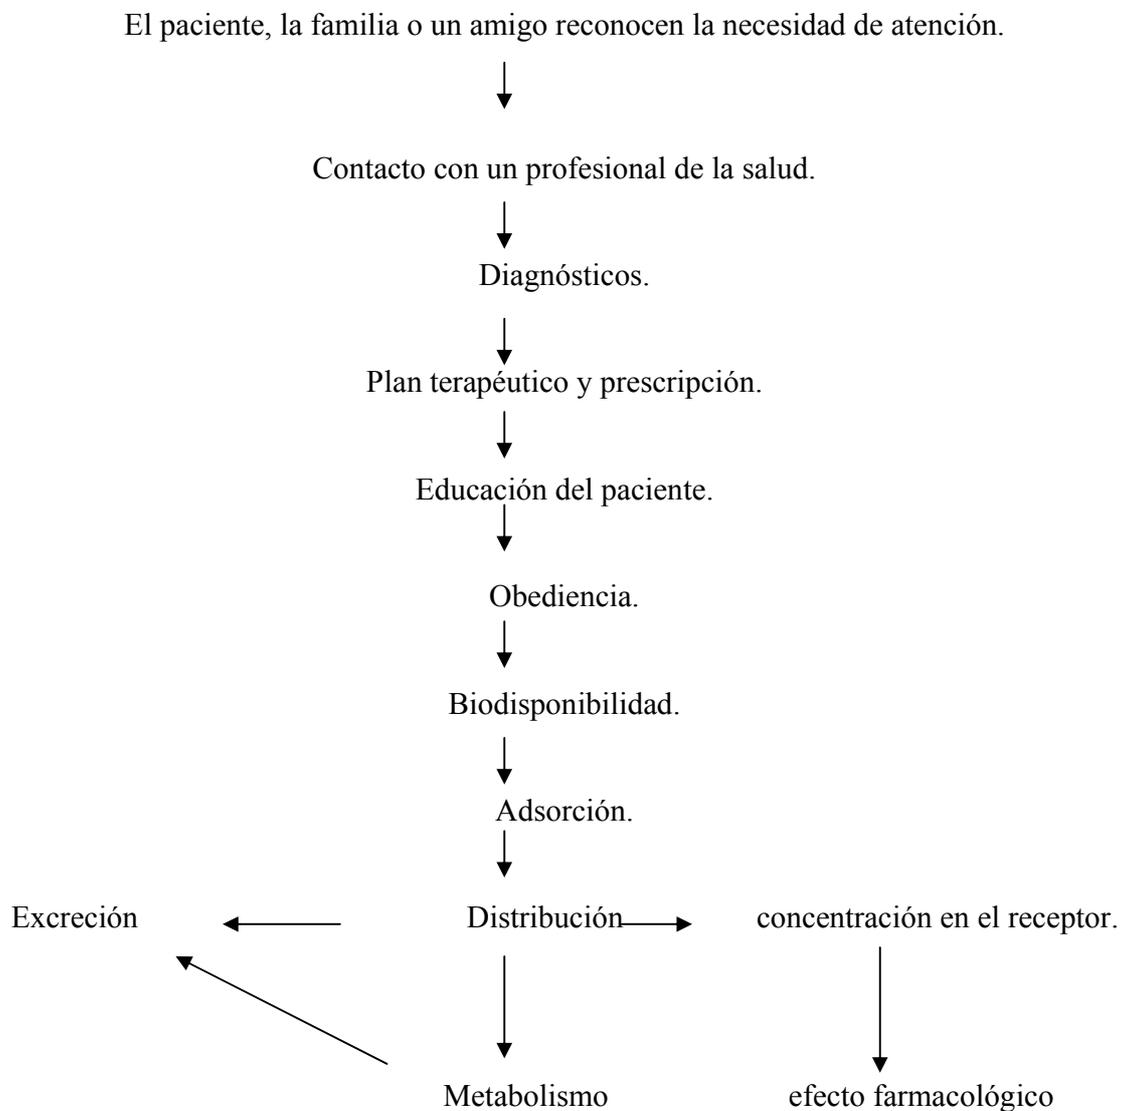 El paciente, la familia o un amigo reconocen la necesidad de atención.
Contacto con un profesional de la salud.
Diagnósticos.
Plan terapéutico y prescripción.
Educación del paciente.
Obediencia.
Biodisponibilidad.
Adsorción.
Excreción Distribución concentración en el receptor.
Metabolismo efecto farmacológico